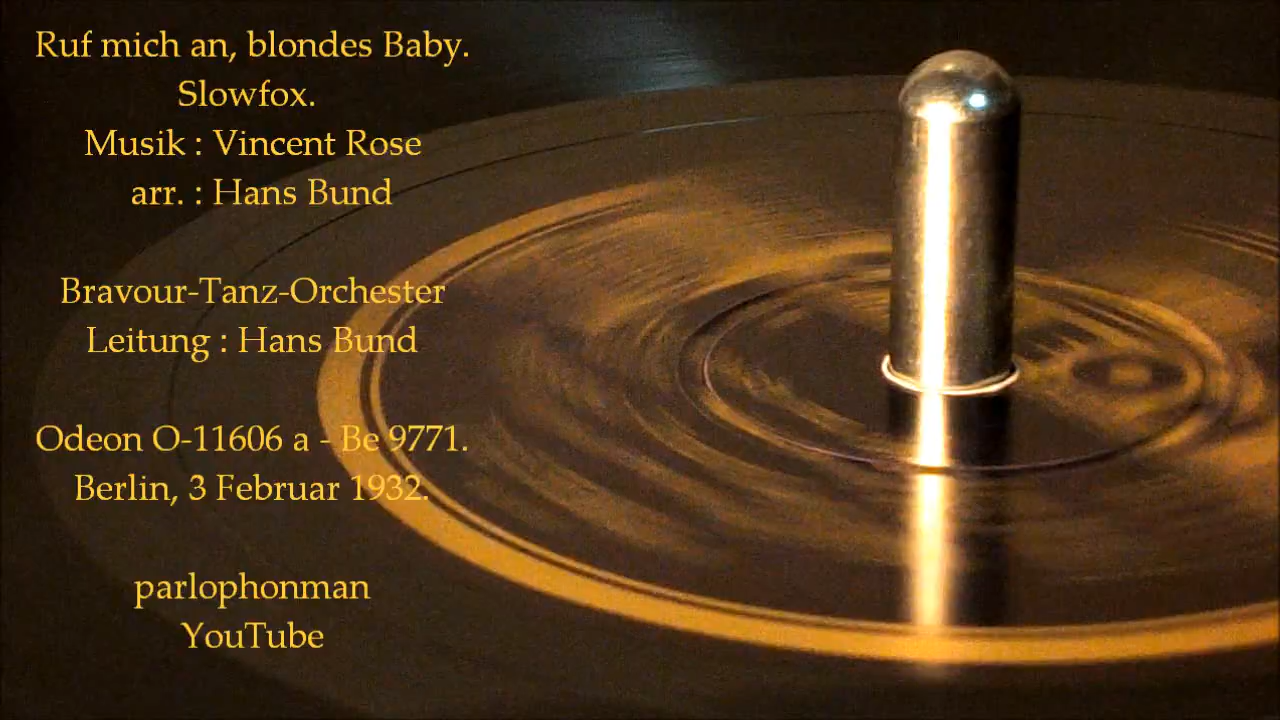 Ruf mich an, blondes Baby.
Slowfox.
Musik : Vincent Rose
arr. : Hans Bund
Bravour-Tanz-Orchester
Leitung : Hans Bund
Odeon O-11606 a - Be 9771.
Berlin, 3 Februar 1932.
parlophonman
YouTube